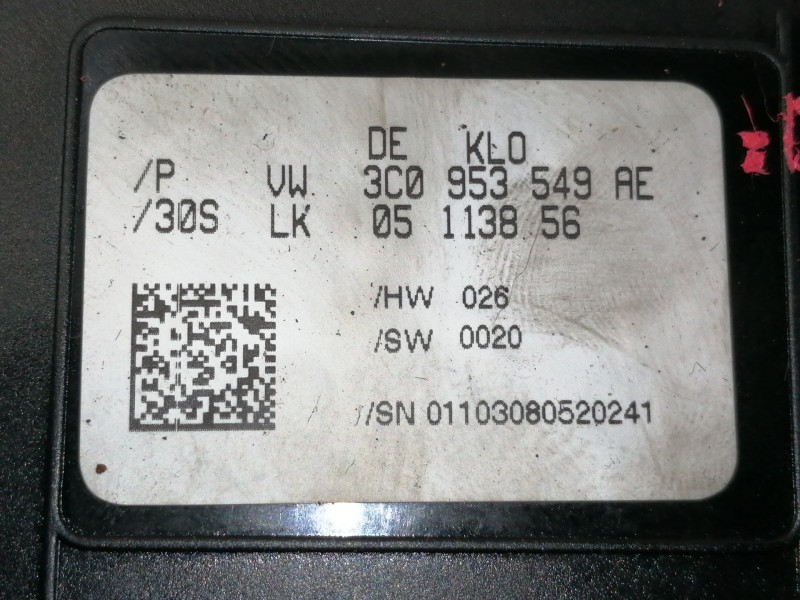 DE KLO
/P VW 3C0 953 549 AE
/30S LK 05 1138 56
/HW 026
/SW 0020
/SN 01103080520241